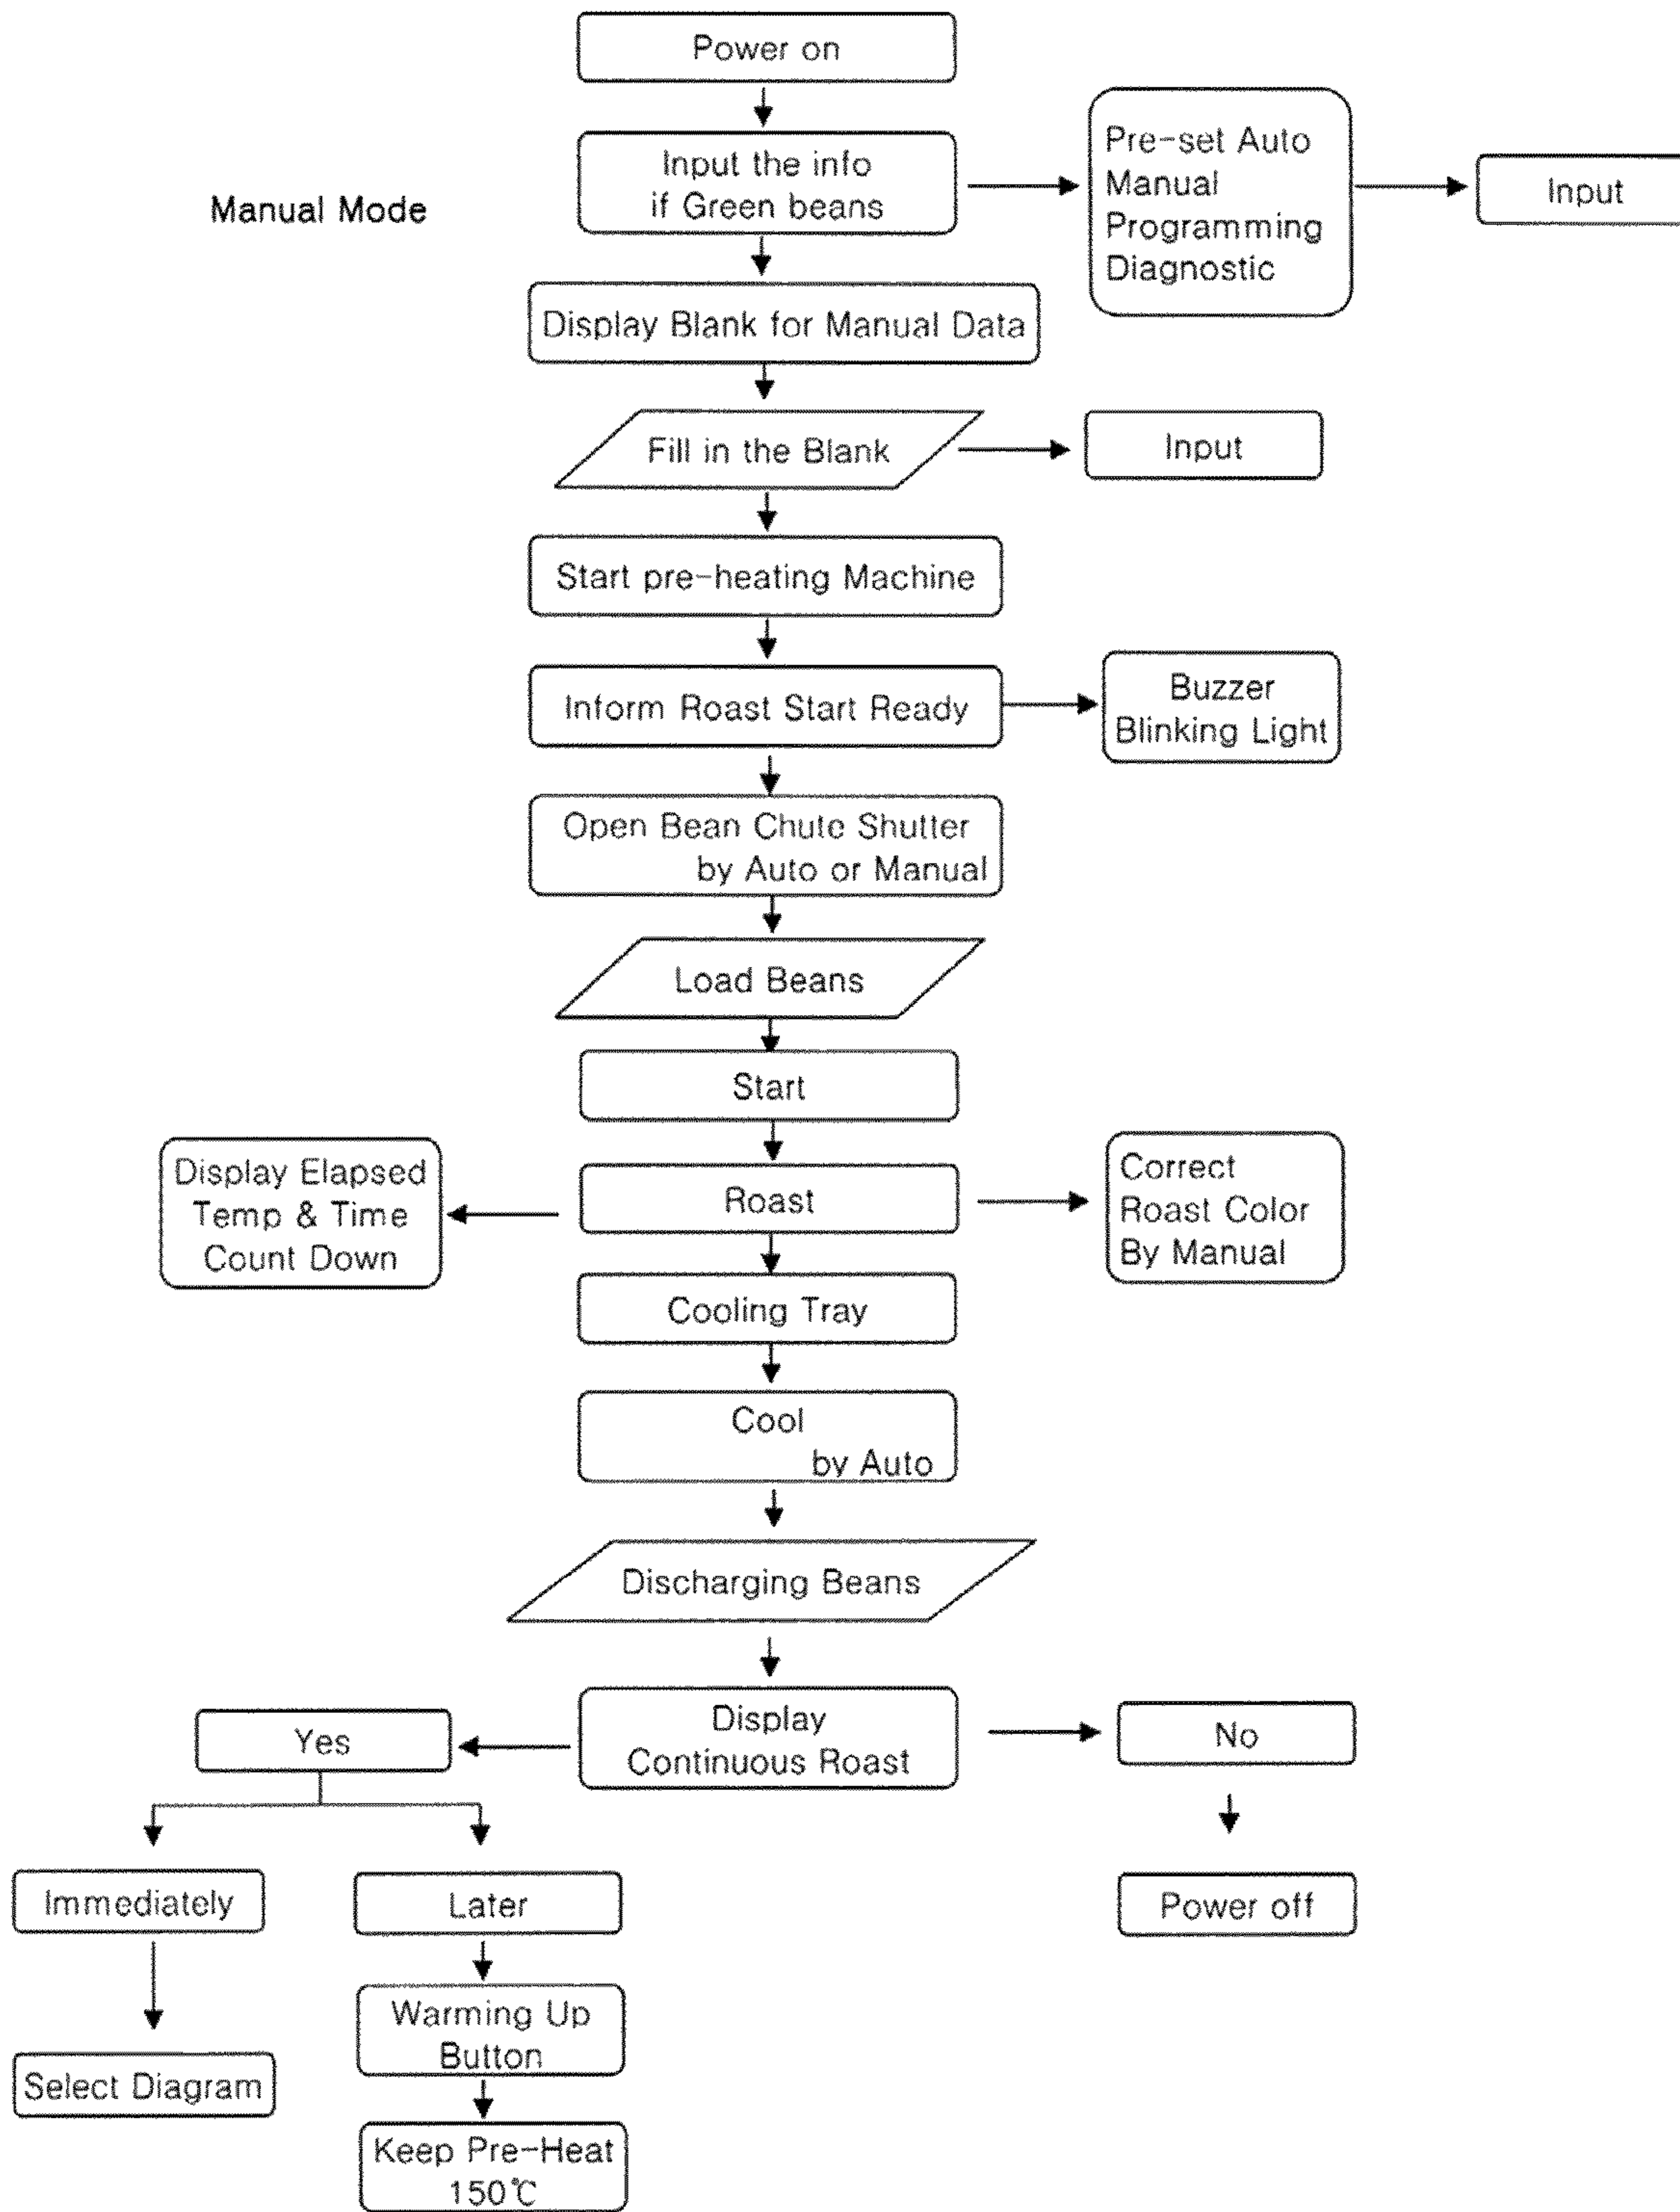 Power on
Input the info
if Green beans
Pre-set Auto
Manual
Programming
Diagnostic
Input
Manual Mode
Display Blank for Manual Data
Fill in the Blank
Input
Start pre-heating Machine
Inform Roast Start Ready
Buzzer
Blinking Light
Open Bean Chute Shutter
by Auto or Manual
Load Beans
Start
Display Elapsed
Temp & Time
Count Down
Roast
Correct
Roast Color
By Manual
Cooling Tray
Cool
by Auto
Discharging Beans
Yes
Display
Continuous Roast
No
Immediately
Later
Power off
Warming Up
Button
Select Diagram
Keep Pre-Heat
150℃